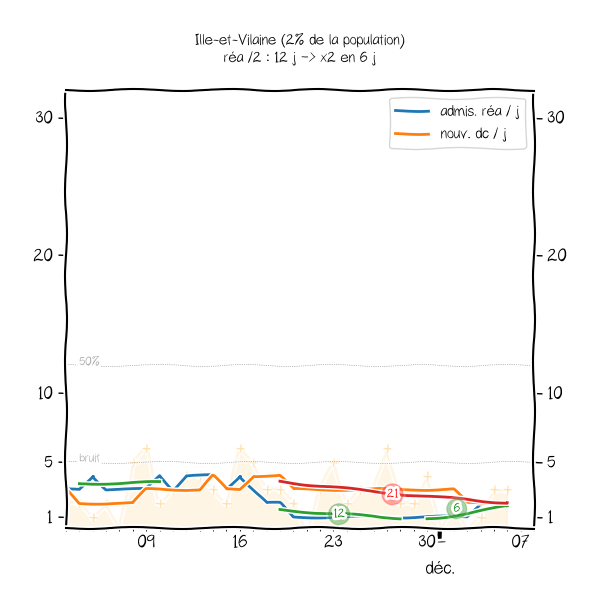 Ille-et-Vilaine (2% de la population)
réa /2 : 12 j -> x2 en 6 j
admis. réa / j
nouv. dc / j
30 30
20 20
50%
10 10
bruit
5 5
21
12 6
1 1
09 16 23 30 07
déc.